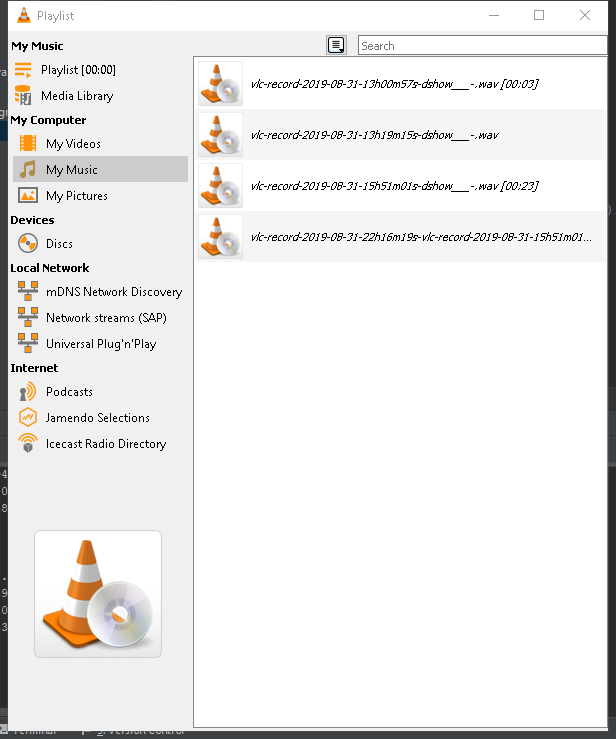 Playlist
My Music
Search
Playlist [00:00]
Media Library
My Computer
My Videos
My Music
My Pictures
Devices
Discs
Local Network
mDNS Network Discovery
Network streams (SAP)
Universal Plug'n'Play
Internet
Podcasts
Jamendo Selections
Icecast Radio Directory
vlc-record-2019-08-31-13h00m57s-dshow___-.wav [00:03]
vlc-record-2019-08-31-13h19m15s-dshow___-.wav
vlc-record-2019-08-31-15h51m01s-dshow___-.wav [00:23]
vlc-record-2019-08-31-22h16m19s-vlc-record-2019-08-31-15h51m01...
Terminal
9: Version Control